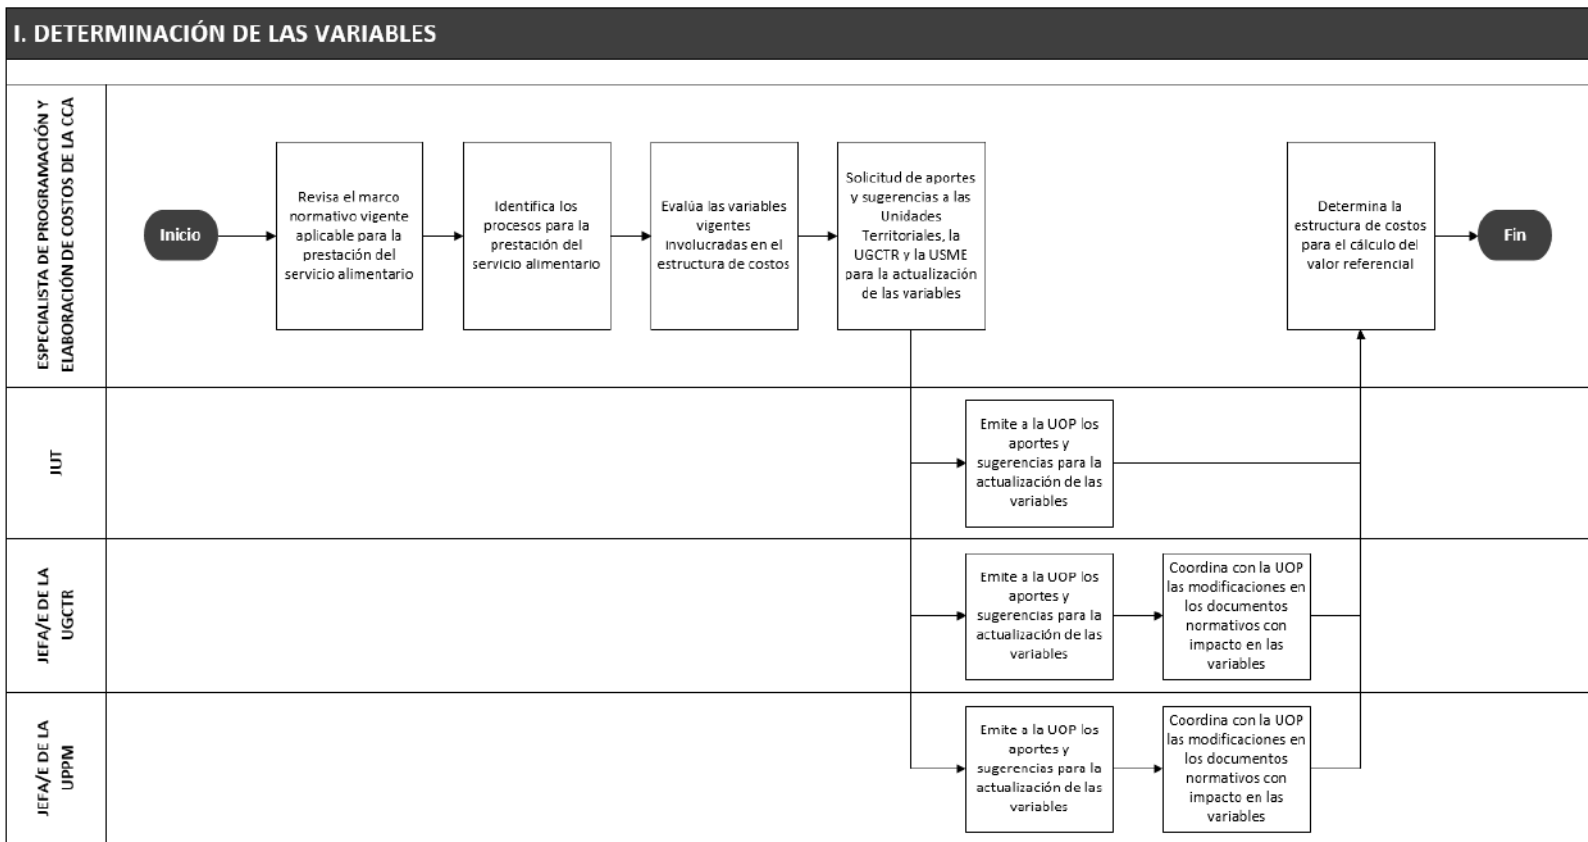 I. DETERMINACIÓN DE LAS VARIABLES
ESPECIALISTA DE PROGRAMACIÓN Y
ELABORACIÓN DE COSTOS DE LA CCA
Inicio
Revisa el marco
normativo vigente
aplicable para la
prestación del
servicio alimentario
Identifica los
procesos para la
prestación del
servicio alimentario
Evalúa las variables
vigentes
involucradas en el
estructura de costos
Solicitud de aportes
y sugerencias a las
Unidades
Territoriales, la
UGCTR y la USME
para la actualización
de las variables
Determina la
estructura de costos
para el cálculo del
valor referencial
Fin
JUT
Emite a la UOP los
aportes y
sugerencias para la
actualización de las
variables
JEFA/E DE LA
UGCTR
Emite a la UOP los
aportes y
sugerencias para la
actualización de las
variables
Coordina con la UOP
las modificaciones en
los documentos
normativos con
impacto en las
variables
JEFA/E DE LA
UPPM
Emite a la UOP los
aportes y
sugerencias para la
actualización de las
variables
Coordina con la UOP
las modificaciones en
los documentos
normativos con
impacto en las
variables